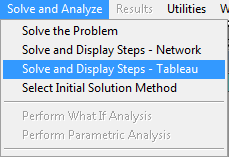 Solve and Analyze Results Utilities
Solve the Problem
Solve and Display Steps - Network
Solve and Display Steps - Tableau
Select Initial Solution Method
Perform What If Analysis
Perform Parametric Analysis